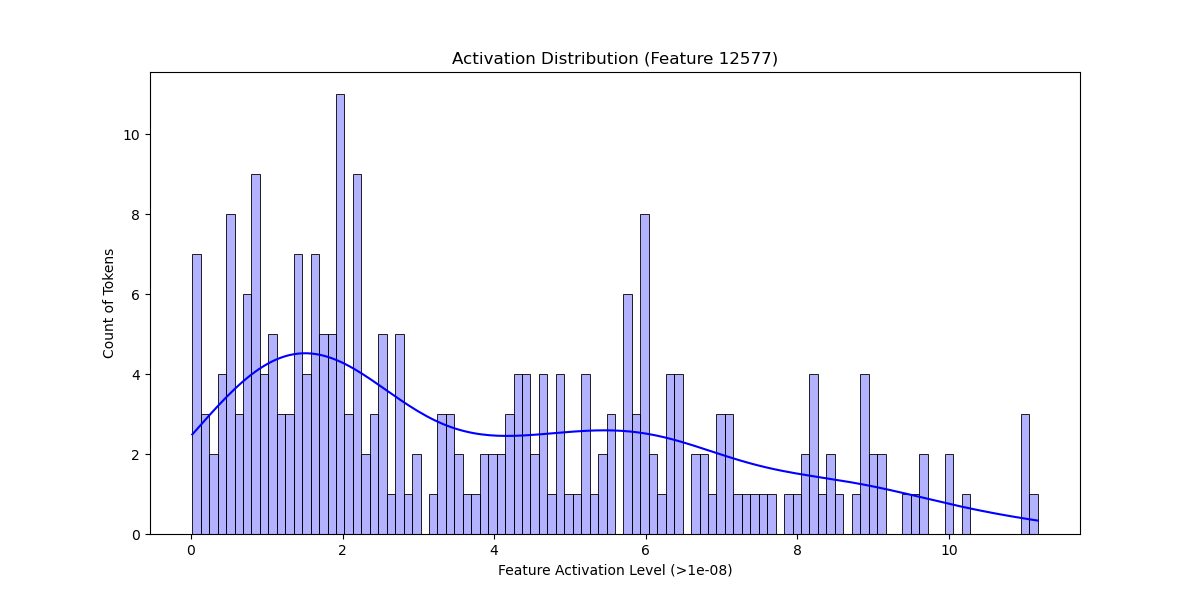 Activation Distribution (Feature 12577)
Count of Tokens
10
8
6
4
2
0
0 2 4 6 8 10
Feature Activation Level (>1e-08)